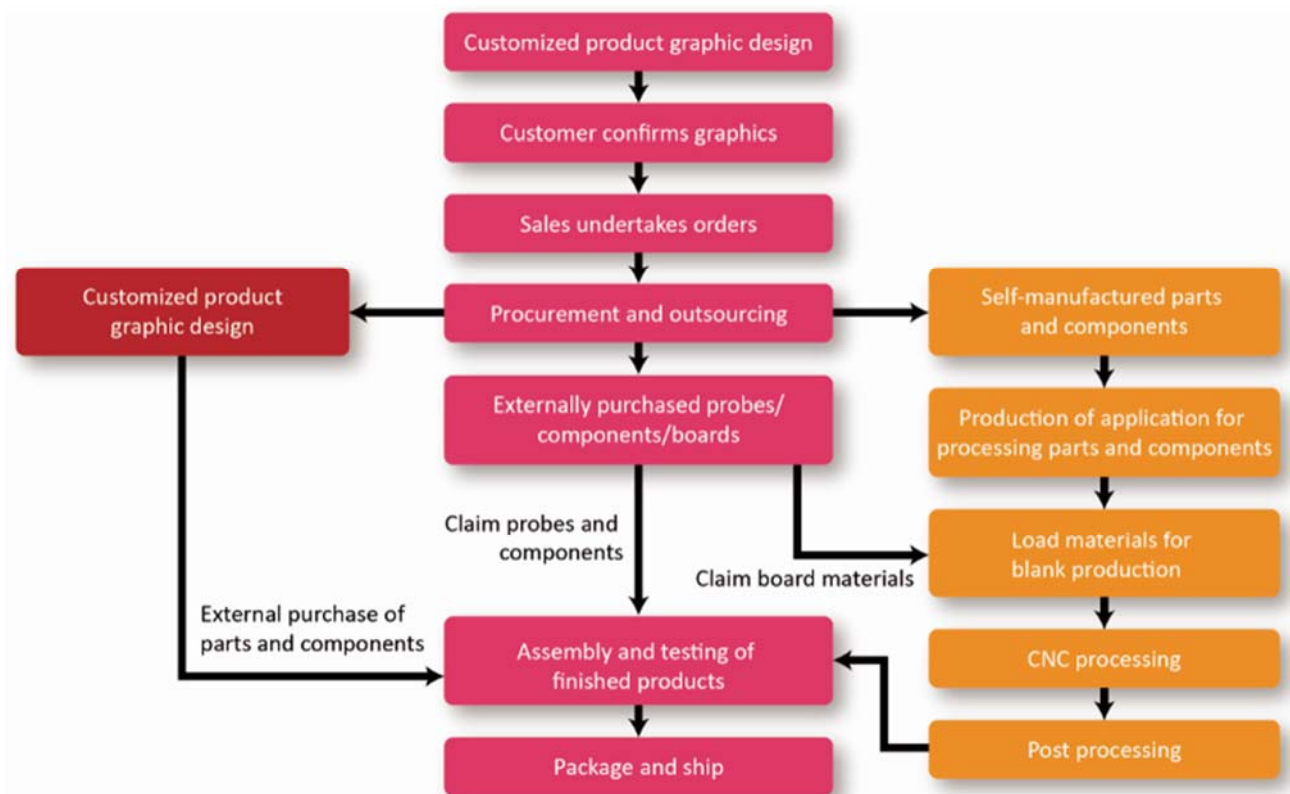 Customized product graphic design
Customer confirms graphics
Sales undertakes orders
Customized product
graphic design
Procurement and outsourcing
Self-manufactured parts
and components
Externally purchased probes/
components/boards
Production of application for
processing parts and components
Claim probes and
components
Load materials for
blank production
Claim board materials
External purchase of
parts and components
Assembly and testing of
finished products
CNC processing
Post processing
Package and ship